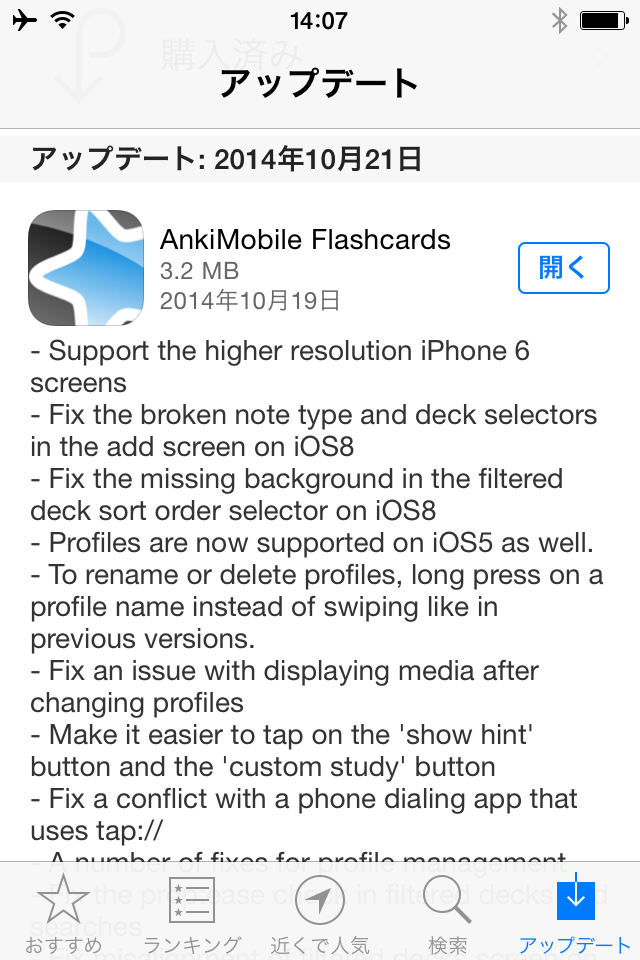 14:07
購入済み
アップデート
アップデート: 2014年10月21日
AnkiMobile Flashcards
3.2 MB
2014年10月19日
開く
- Support the higher resolution iPhone 6
screens
- Fix the broken note type and deck selectors
in the add screen on iOS8
- Fix the missing background in the filtered
deck sort order selector on iOS8
- Profiles are now supported on iOS5 as well.
- To rename or delete profiles, long press on a
profile name instead of swiping like in
previous versions.
- Fix an issue with displaying media after
changing profiles
- Make it easier to tap on the 'show hint'
button and the 'custom study' button
- Fix a conflict with a phone dialing app that
uses tap://
- A number of fixes for profile management
- Fix the check in filtered decks
searches
- Fix misalignment of filtered decks screen on
おすすめ
ランキング
近くで人気
検索
アップデート